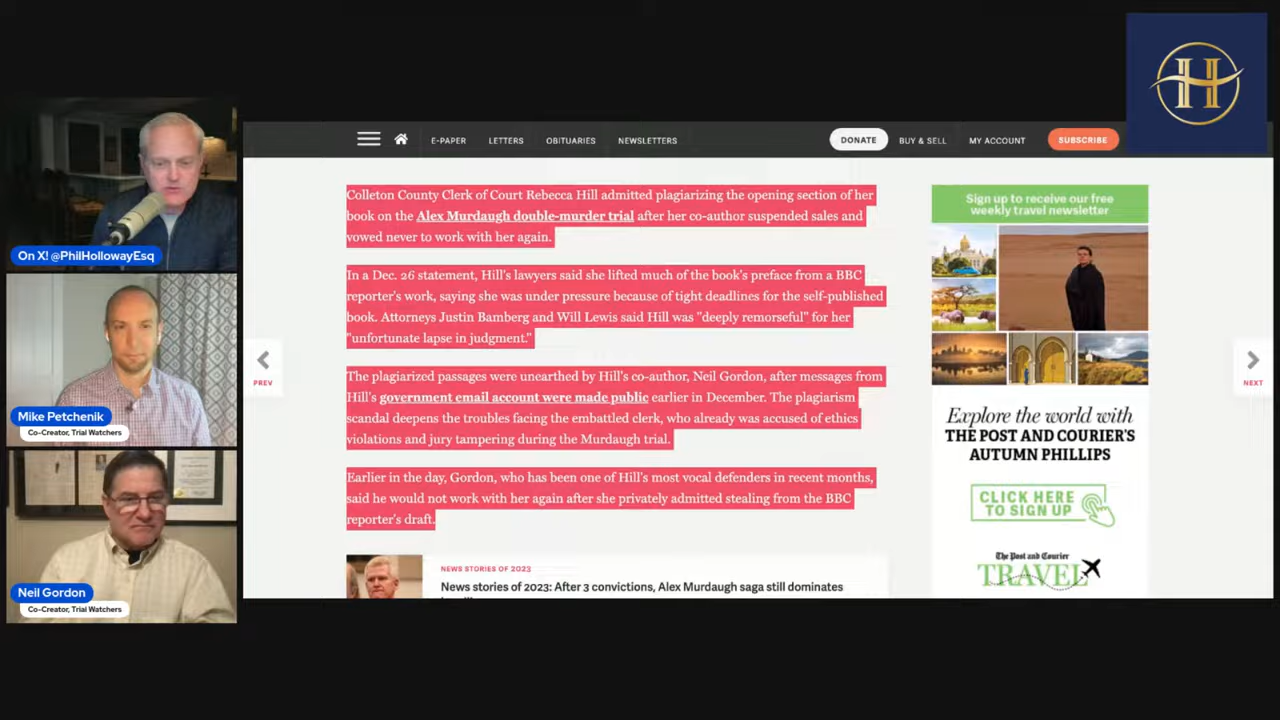 H
E-PAPER
LETTERS
OBITUARIES
NEWSLETTERS
DONATE
BUY & SELL
MY ACCOUNT
SUBSCRIBE
On X! @PhilHollowayEsq
Mike Petchenik
Co-Creator, Trial Watchers
Neil Gordon
Co-Creator, Trial Watchers
PREV
Colleton County Clerk of Court Rebecca Hill admitted plagiarizing the opening section of her
book on the Alex Murdaugh double-murder trial after her co-author suspended sales and
vowed never to work with her again.
In a Dec. 26 statement, Hill's lawyers said she lifted much of the book's preface from a BBC
reporter's work, saying she was under pressure because of tight deadlines for the self-published
book. Attorneys Justin Bamberg and Will Lewis said Hill was "deeply remorseful" for her
"unfortunate lapse in judgment."
The plagiarized passages were unearthed by Hill's co-author, Neil Gordon, after messages from
Hill's government email account were made public earlier in December. The plagiarism
scandal deepens the troubles facing the embattled clerk, who already was accused of ethics
violations and jury tampering during the Murdaugh trial.
Earlier in the day, Gordon, who has been one of Hill's most vocal defenders in recent months,
said he would not work with her again after she privately admitted stealing from the BBC
reporter's draft.
NEWS STORIES OF 2023
News stories of 2023: After 3 convictions, Alex Murdaugh saga still dominates
Sign up to receive our free
weekly travel newsletter
Explore the world with
THE POST AND COURIER'S
AUTUMN PHILLIPS
CLICK HERE
TO SIGN UP
The Post and Courier
TRAVEL
NEXT